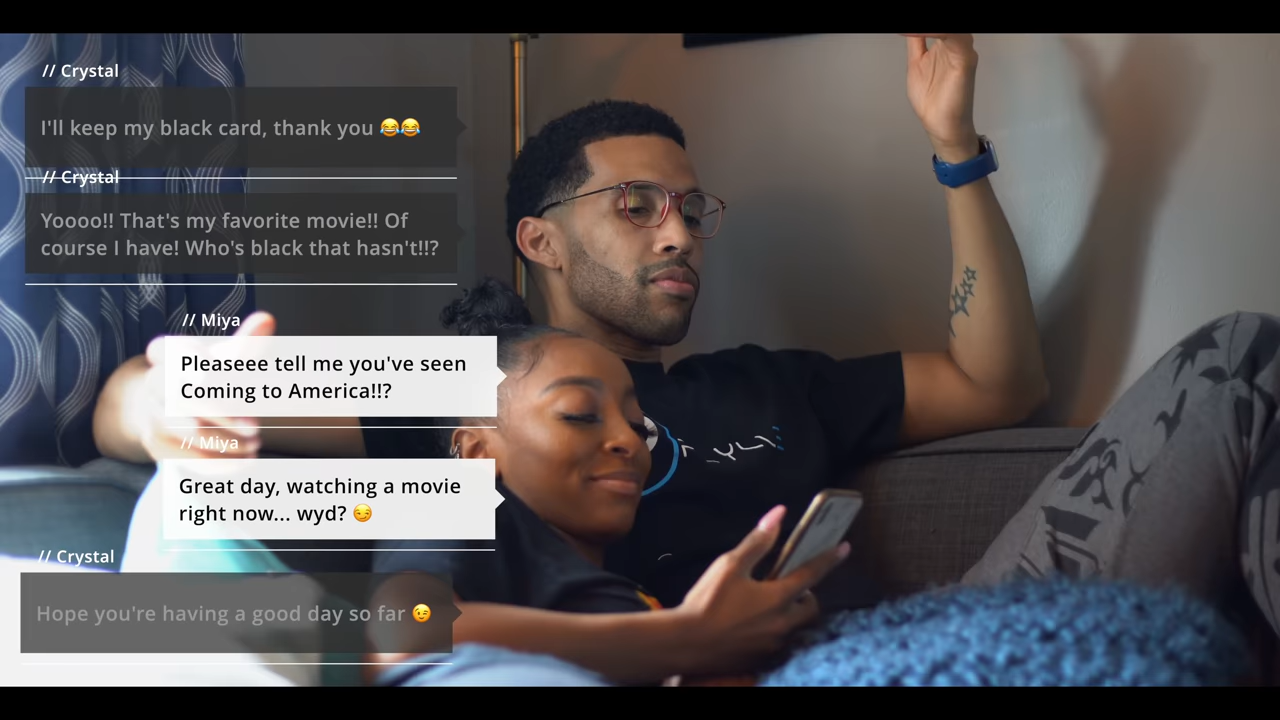 // Crystal
I'll keep my black card, thank you 😂😂
// Crystal
Yoooo!! That's my favorite movie!! Of
course I have! Who's black that hasn't!!?
// Miya
Pleaseee tell me you've seen
Coming to America!!?
// Miya
Great day, watching a movie
right now... wyd? 😏
// Crystal
Hope you're having a good day so far 😉